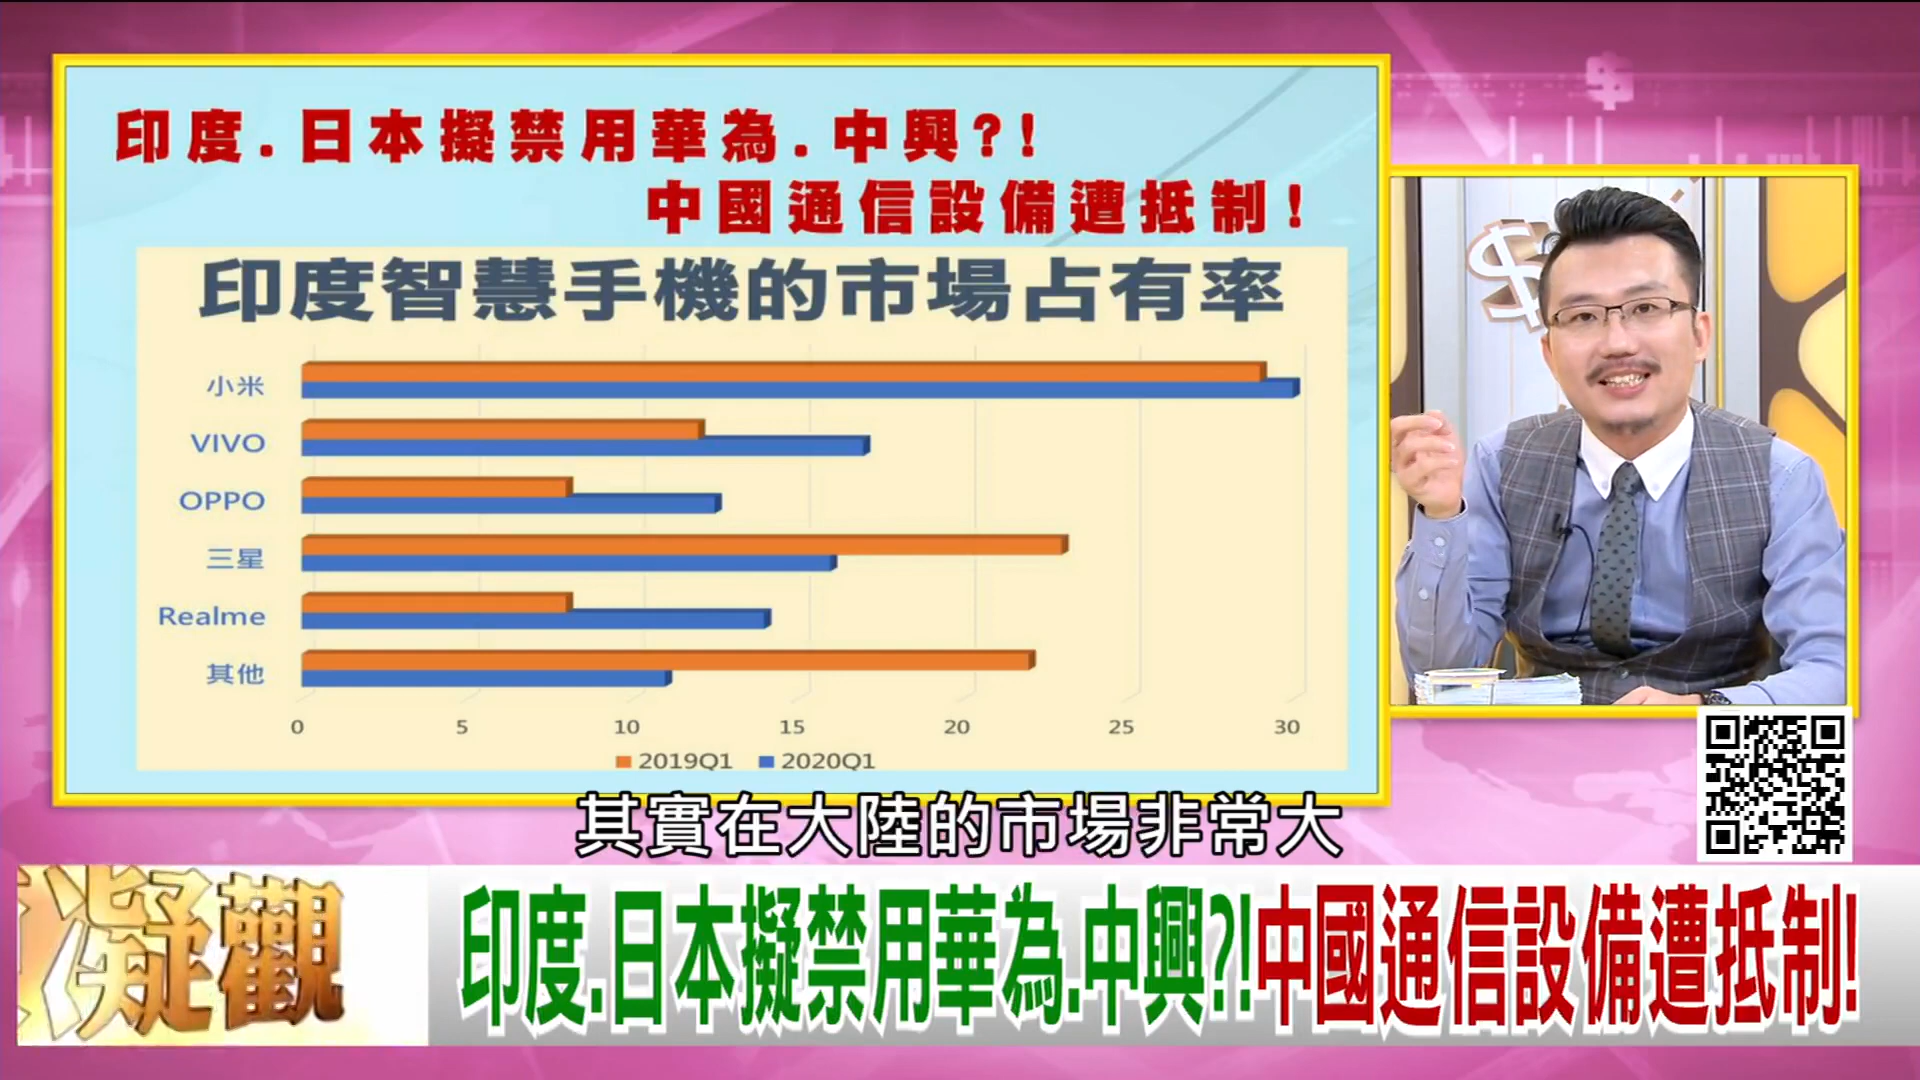 印度.日本擬禁用華為.中興?!
中國通信設備遭抵制!
印度智慧手機的市場占有率
小米
VIVO
OPPO
三星
Realme
其他
0 5 10 15 20 25 30
2019Q1 2020Q1
其實在大陸的市場非常大
擬觀
印度.日本擬禁用華為.中興?!中國通信設備遭抵制!